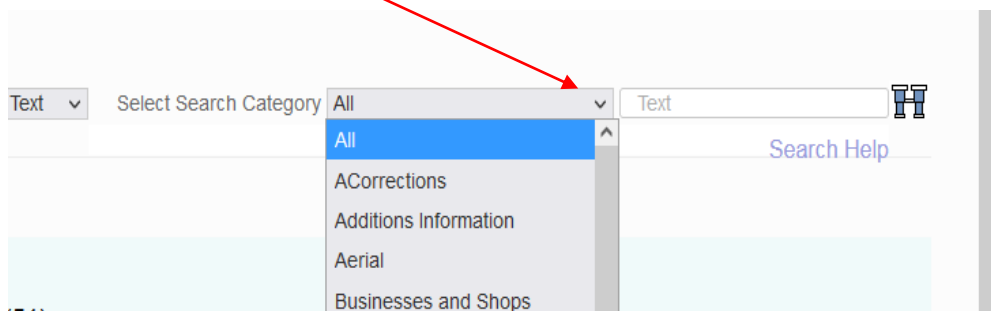 Text Select Search Category All Text
All
Search Help
ACorrections
Additions Information
Aerial
Businesses and Shops